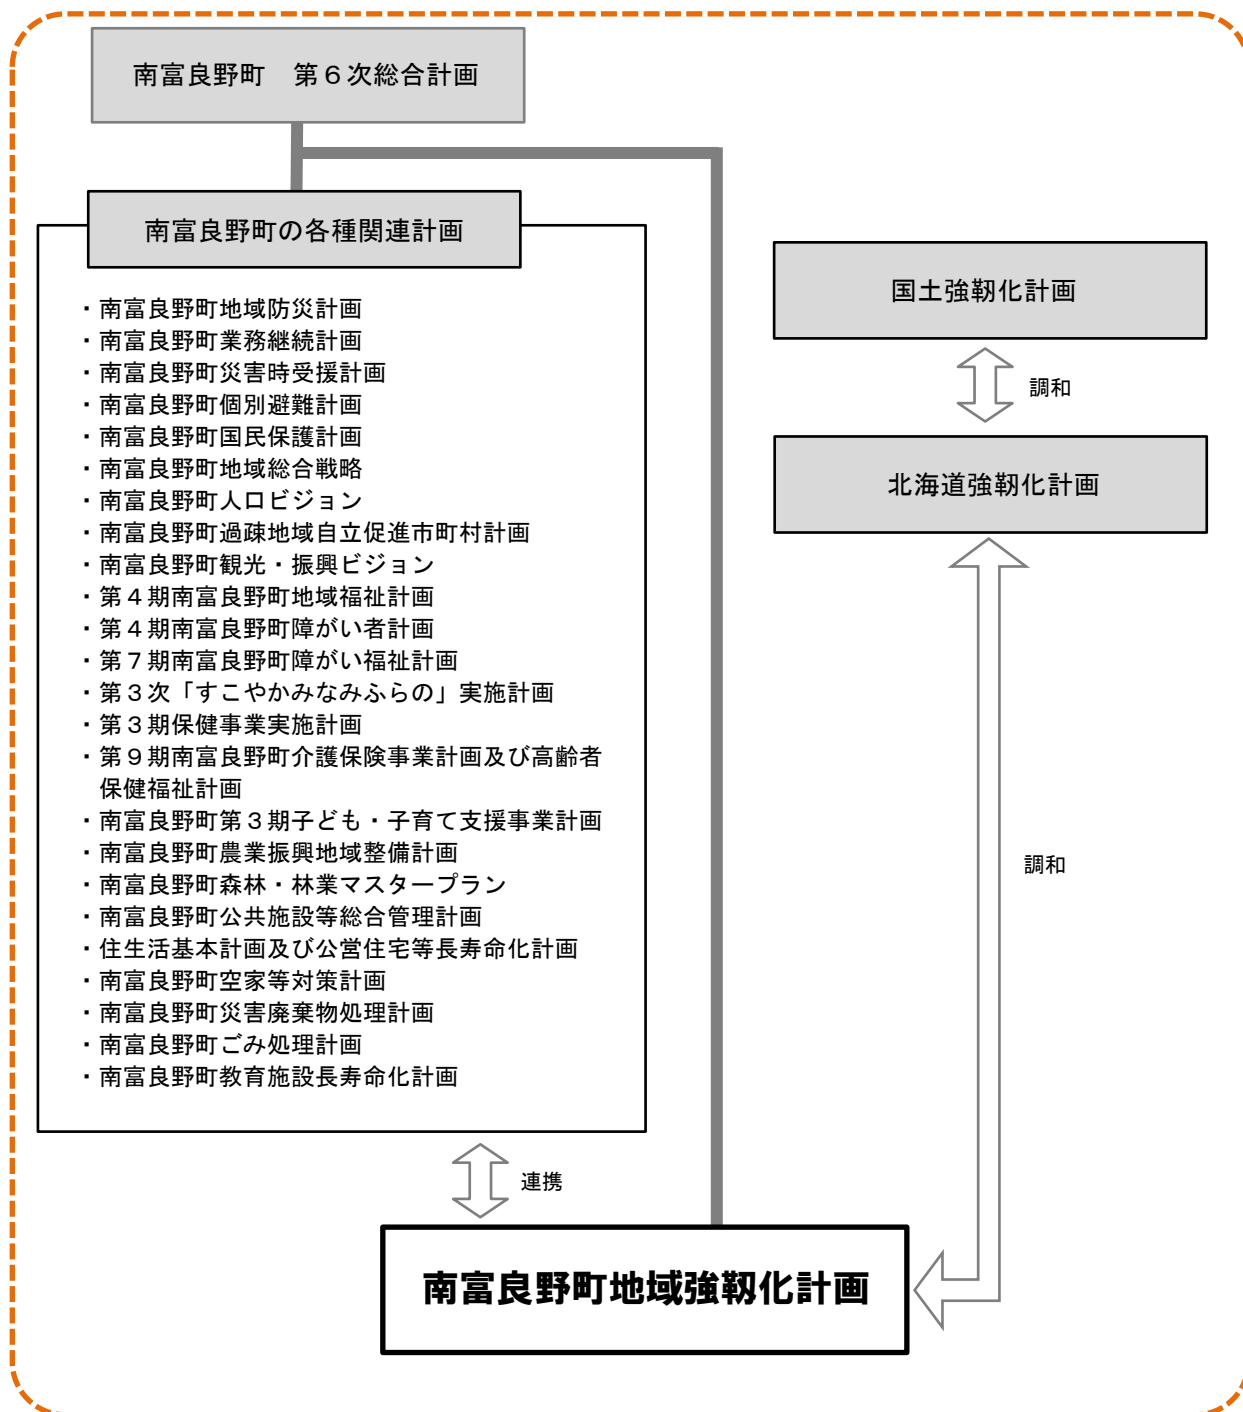 南富良野町　第６次総合計画
南富良野町の各種関連計画
・南富良野町地域防災計画
・南富良野町業務継続計画
・南富良野町災害時受援計画
・南富良野町個別避難計画
・南富良野町国民保護計画
・南富良野町地域総合戦略
・南富良野町人口ビジョン
・南富良野町過疎地域自立促進市町村計画
・南富良野町観光・振興ビジョン
・第４期南富良野町地域福祉計画
・第４期南富良野町障がい者計画
・第７期南富良野町障がい福祉計画
・第３次「すこやかみなみふらの」実施計画
・第３期保健事業実施計画
・第９期南富良野町介護保険事業計画及び高齢者
保健福祉計画
・南富良野町第３期子ども・子育て支援事業計画
・南富良野町農業振興地域整備計画
・南富良野町森林・林業マスタープラン
・南富良野町公共施設等総合管理計画
・住生活基本計画及び公営住宅等長寿命化計画
・南富良野町空家等対策計画
・南富良野町災害廃棄物処理計画
・南富良野町ごみ処理計画
・南富良野町教育施設長寿命化計画
国土強靭化計画
調和
北海道強靭化計画
調和
連携
南富良野町地域強靱化計画